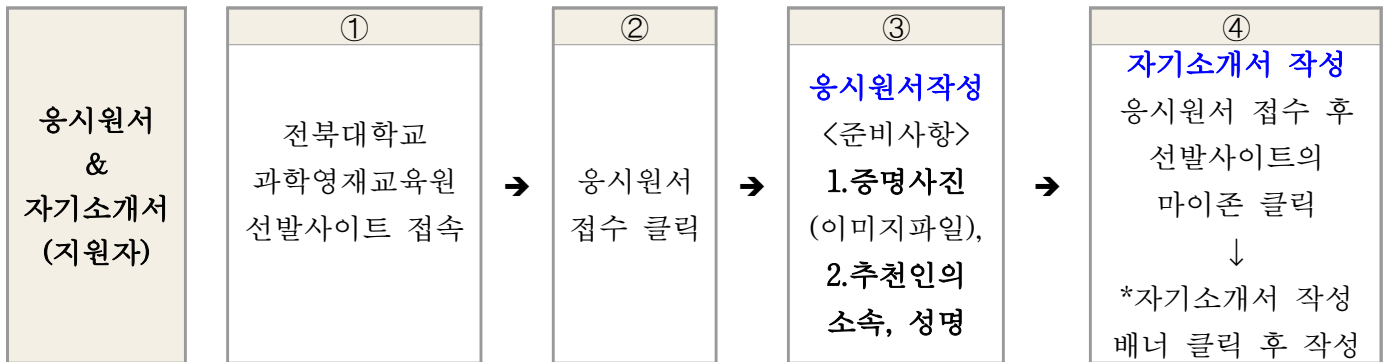 응시원서
&
자기소개서
(지원자)
①
전북대학교
과학영재교육원
선발사이트 접속
➔
②
응시원서
접수 클릭
➔
③
응시원서작성
<준비사항>
1.증명사진
(이미지파일),
2.추천인의
소속, 성명
➔
④
자기소개서 작성
응시원서 접수 후
선발사이트의
마이존 클릭
↓
*자기소개서 작성
배너 클릭 후 작성